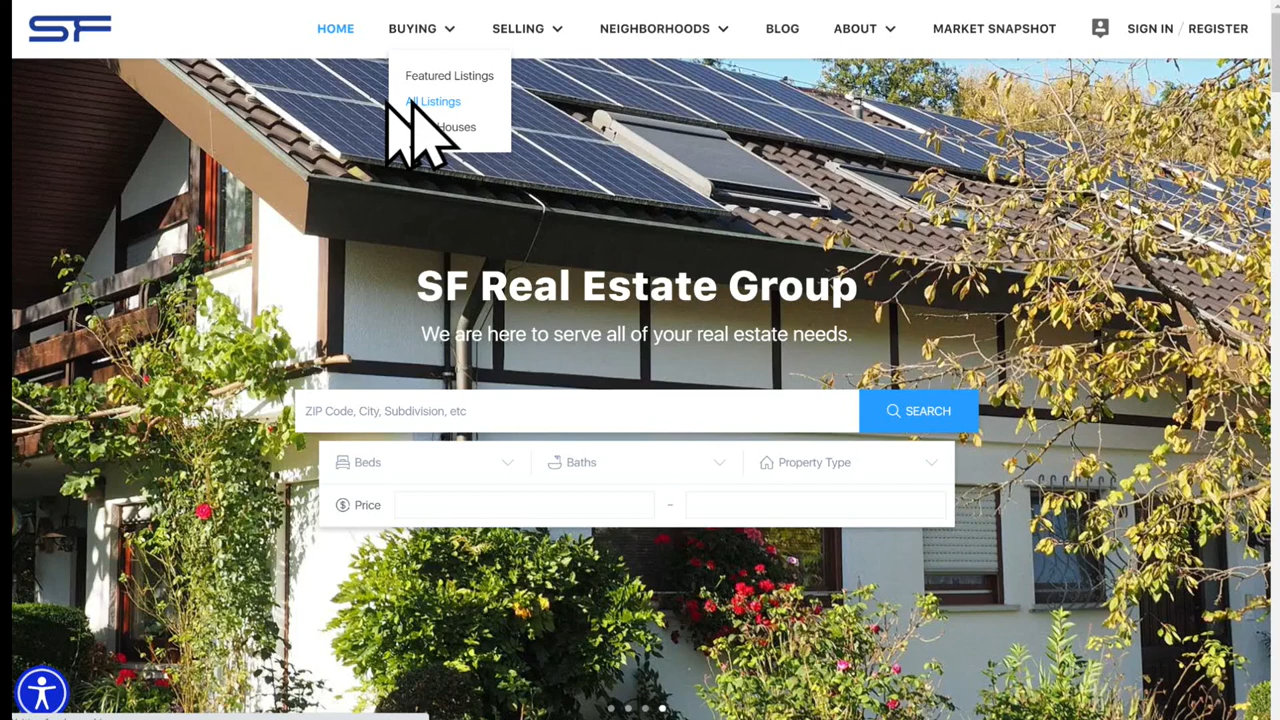 SF
HOME
BUYING
SELLING
NEIGHBORHOODS
BLOG
ABOUT
MARKET SNAPSHOT
SIGN IN / REGISTER
Featured Listings
All Listings
Houses
SF Real Estate Group
We are here to serve all of your real estate needs.
ZIP Code, City, Subdivision, etc
SEARCH
Beds
Baths
Property Type
Price
-